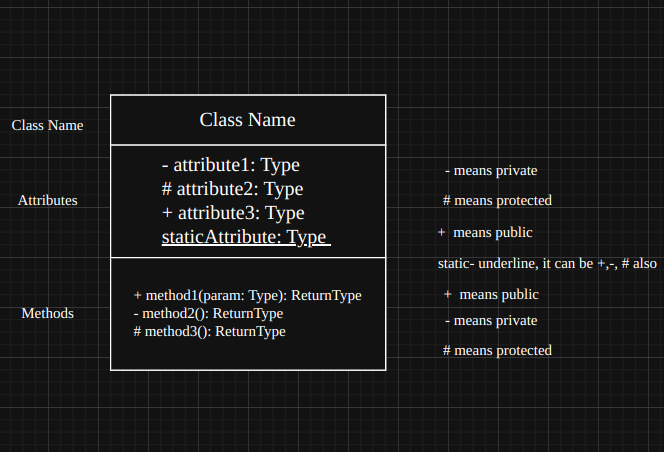 Class Name
Class Name
- attribute1: Type
- means private
Attributes
# attribute2: Type
# means protected
+ attribute3: Type
+ means public
staticAttribute: Type
static- underline, it can be +,-, # also
+ method1(param: Type): ReturnType
+ means public
Methods
- method2(): ReturnType
- means private
# method3(): ReturnType
# means protected